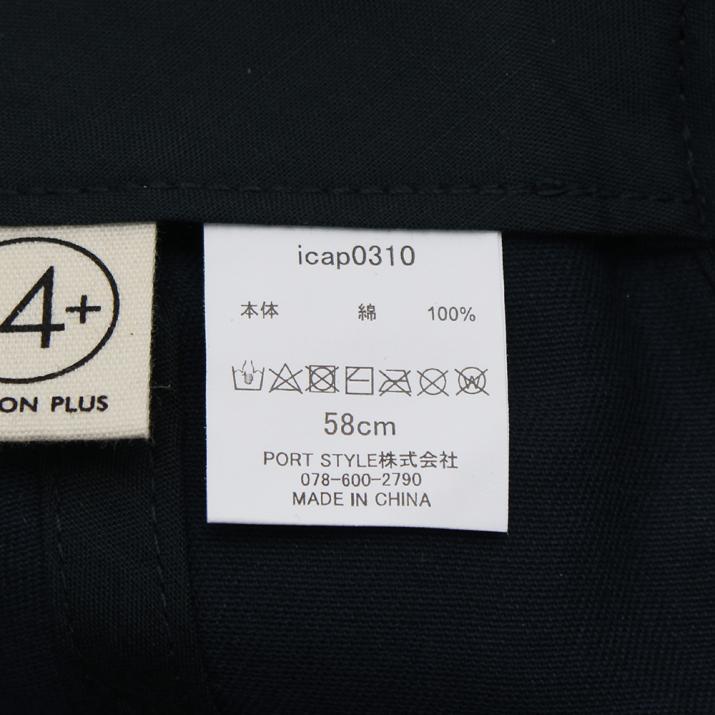 icap0310
本体 綿 100%
58cm
PORT STYLE株式会社
078-600-2790
MADE IN CHINA
4+
ON PLUS